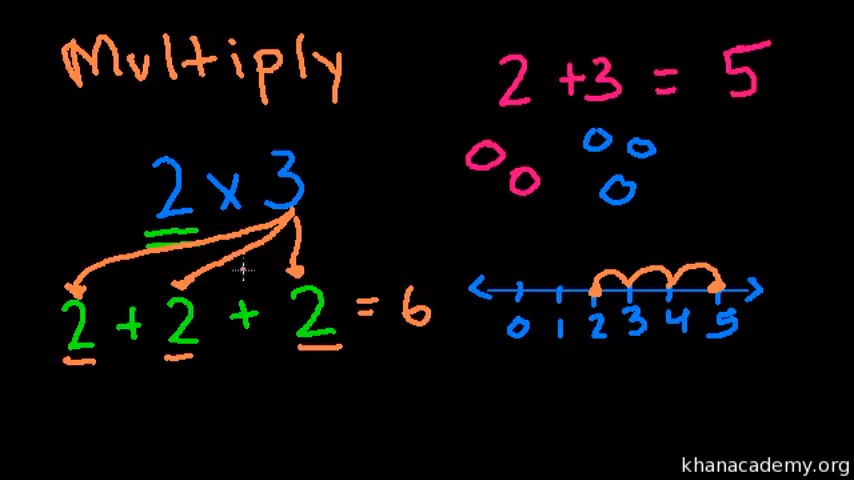 Multiply
2 x 3
2 + 2 + 2 = 6
2 + 3 = 5
0 1 2 3 4 5
khanacademy.org